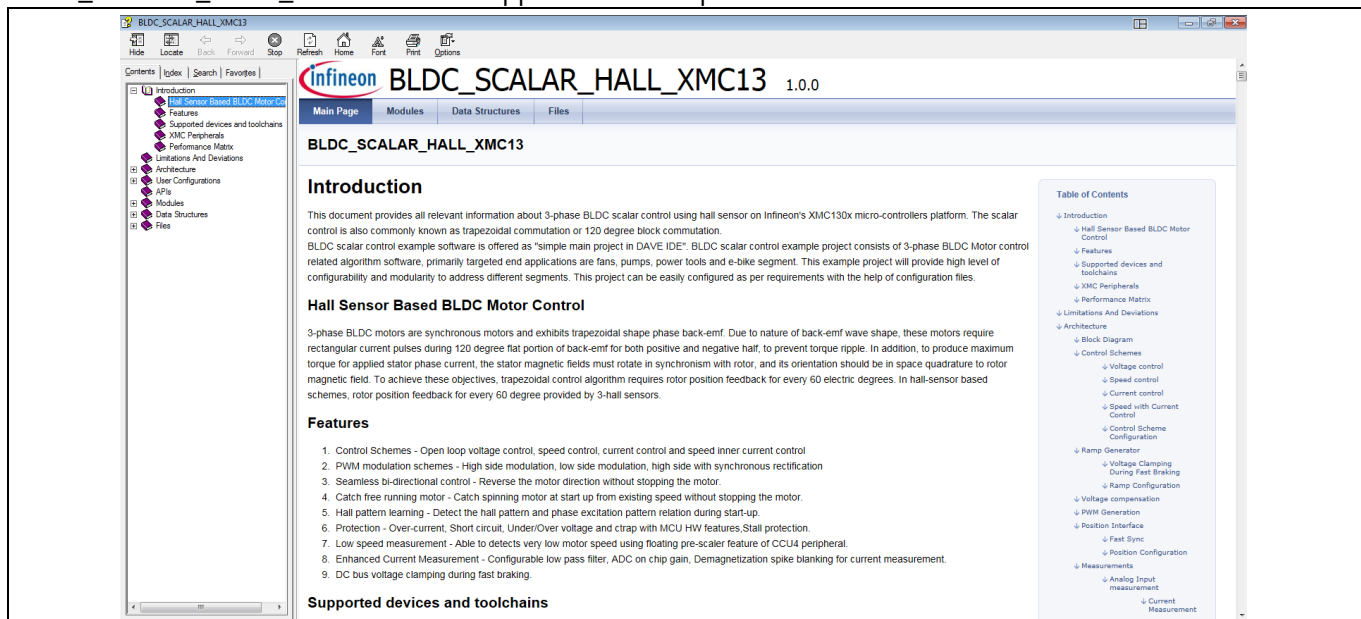 BLDC_SCALAR_HALL_XMC13
Hide Locate Back Forward Stop Refresh Home Font Print Options
Contents Index Search Favorites
Introduction
Hall Sensor Based BLDC Motor Co
Features
Supported devices and toolchains
XMC Peripherals
Performance Matrix
Limitations And Deviations
Architecture
User Configurations
APIs
Modules
Data Structures
Files
infineon BLDC_SCALAR_HALL_XMC13 1.0.0
Main Page Modules Data Structures Files
BLDC_SCALAR_HALL_XMC13
Introduction
This document provides all relevant information about 3-phase BLDC scalar control using hall sensor on Infineon's XMC130x micro-controllers platform. The scalar
control is also commonly known as trapezoidal commutation or 120 degree block commutation.
BLDC scalar control example software is offered as "simple main project in DAVE IDE". BLDC scalar control example project consists of 3-phase BLDC Motor control
related algorithm software, primarily targeted end applications are fans, pumps, power tools and e-bike segment. This example project will provide high level of
configurability and modularity to address different segments. This project can be easily configured as per requirements with the help of configuration files.
Hall Sensor Based BLDC Motor Control
3-phase BLDC motors are synchronous motors and exhibits trapezoidal shape phase back-emf. Due to nature of back-emf wave shape, these motors require
rectangular current pulses during 120 degree flat portion of back-emf for both positive and negative half, to prevent torque ripple. In addition, to produce maximum
torque for applied stator phase current, the stator magnetic fields must rotate in synchronism with rotor, and its orientation should be in space quadrature to rotor
magnetic field. To achieve these objectives, trapezoidal control algorithm requires rotor position feedback for every 60 electric degrees. In hall-sensor based
schemes, rotor position feedback for every 60 degree provided by 3-hall sensors.
Features
1. Control Schemes - Open loop voltage control, speed control, current control and speed inner current control
2. PWM modulation schemes - High side modulation, low side modulation, high side with synchronous rectification
3. Seamless bi-directional control - Reverse the motor direction without stopping the motor.
4. Catch free running motor - Catch spinning motor at start up from existing speed without stopping the motor.
5. Hall pattern learning - Detect the hall pattern and phase excitation pattern relation during start-up.
6. Protection - Over-current, Short circuit, Under/Over voltage and ctrap with MCU HW features,Stall protection.
7. Low speed measurement - Able to detects very low motor speed using floating pre-scaler feature of CCU4 peripheral.
8. Enhanced Current Measurement - Configurable low pass filter, ADC on chip gain, Demagnetization spike blanking for current measurement.
9. DC bus voltage clamping during fast braking.
Supported devices and toolchains
Table of Contents
↓ Introduction
↓ Hall Sensor Based BLDC Motor
Control
↓ Features
↓ Supported devices and
toolchains
↓ XMC Peripherals
↓ Performance Matrix
↓ Limitations And Deviations
↓ Architecture
↓ Block Diagram
↓ Control Schemes
↓ Voltage control
↓ Speed control
↓ Current control
↓ Speed with Current
Control
↓ Control Scheme
Configuration
↓ Ramp Generator
↓ Voltage Clamping
During Fast Braking
↓ Ramp Configuration
↓ Voltage compensation
↓ PWM Generation
↓ Position Interface
↓ Fast Sync
↓ Position Configuration
↓ Measurements
↓ Analog Input
measurement
↓ Current
Measurement